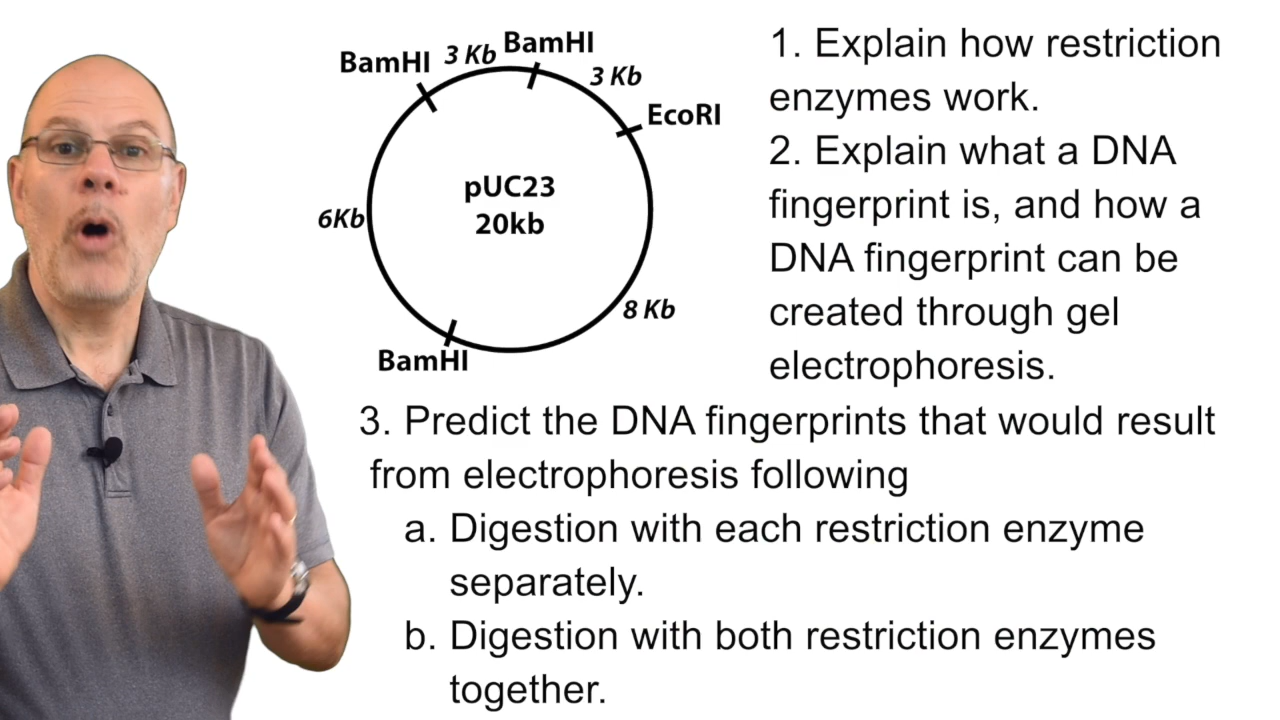 BamHI 3 Kb BamHI
3 Kb
EcoRI
pUC23
20kb
6Kb
8 Kb
BamHI
1. Explain how restriction
enzymes work.
2. Explain what a DNA
fingerprint is, and how a
DNA fingerprint can be
created through gel
electrophoresis.
3. Predict the DNA fingerprints that would result
from electrophoresis following
a. Digestion with each restriction enzyme
separately.
b. Digestion with both restriction enzymes
together.